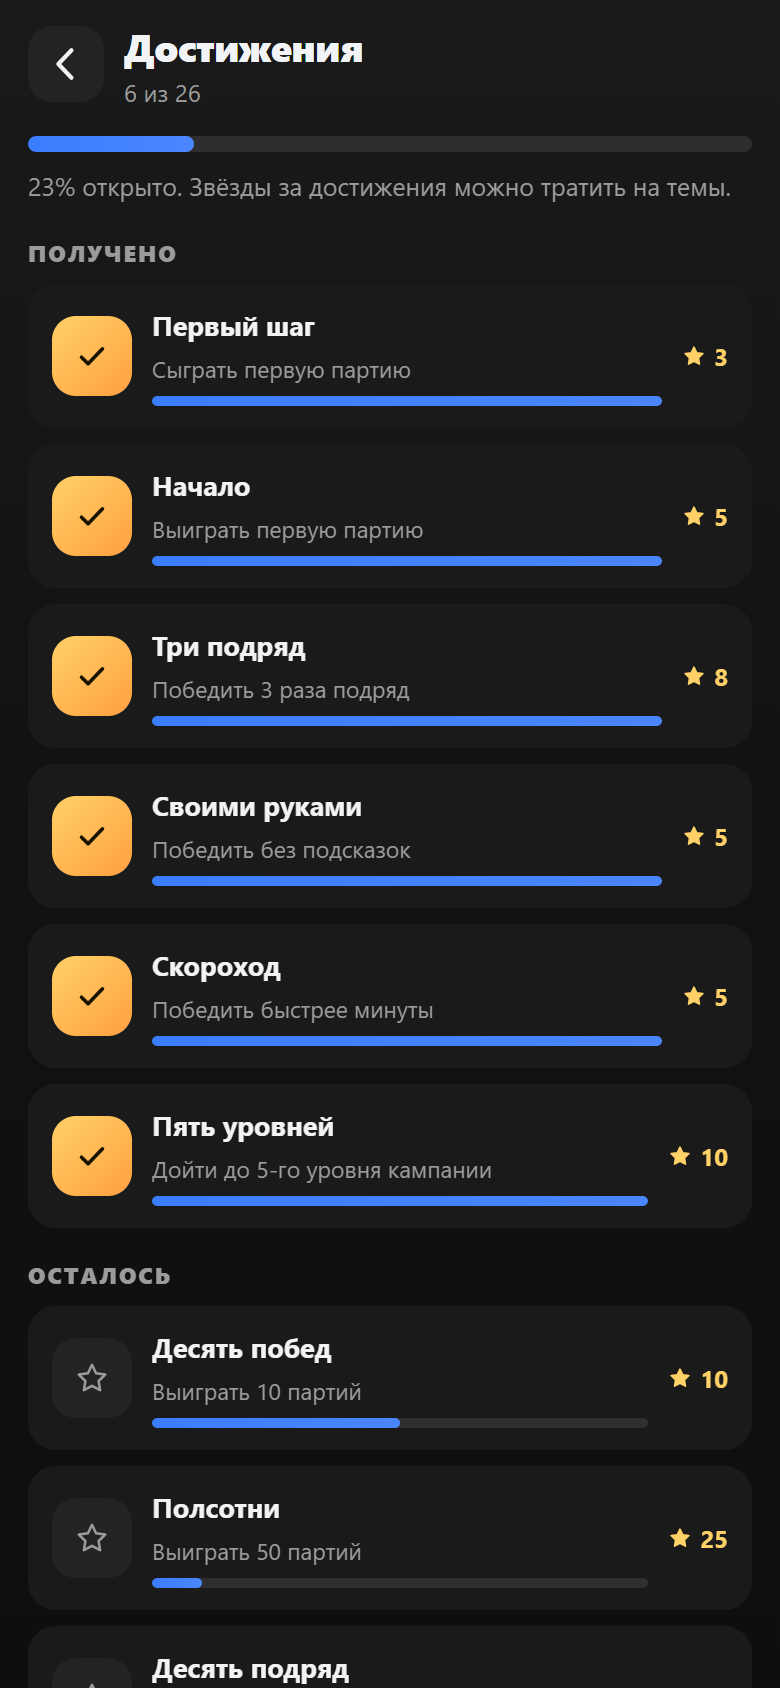 Достижения
6 из 26
23% открыто. Звёзды за достижения можно тратить на темы.
ПОЛУЧЕНО
Первый шаг
Сыграть первую партию
3
Начало
Выиграть первую партию
5
Три подряд
Победить 3 раза подряд
8
Своими руками
Победить без подсказок
5
Скороход
Победить быстрее минуты
5
Пять уровней
Дойти до 5-го уровня кампании
10
ОСТАЛОСЬ
Десять побед
Выиграть 10 партий
10
Полсотни
Выиграть 50 партий
25
Десять подряд